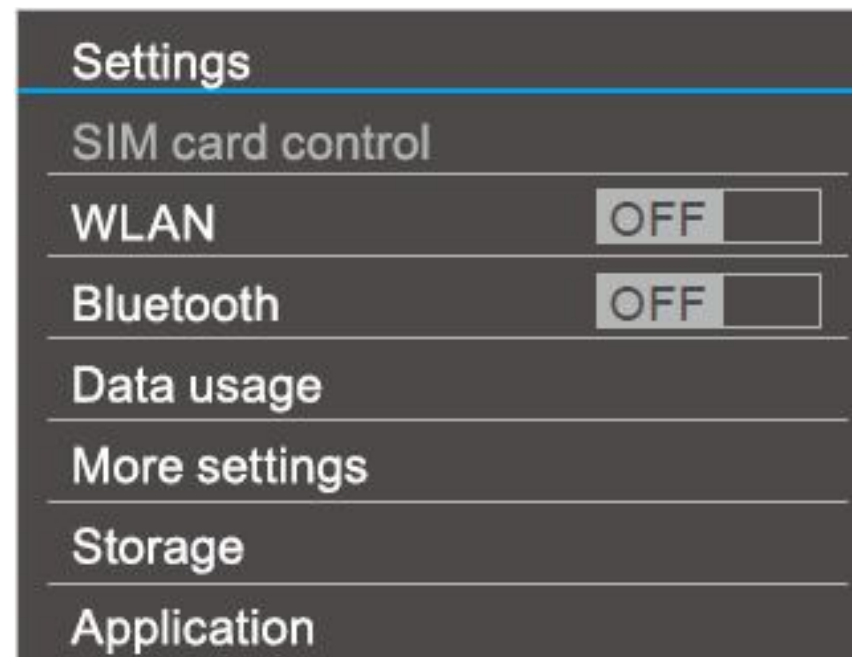 Settings
SIM card control
WLAN OFF
Bluetooth OFF
Data usage
More settings
Storage
Application